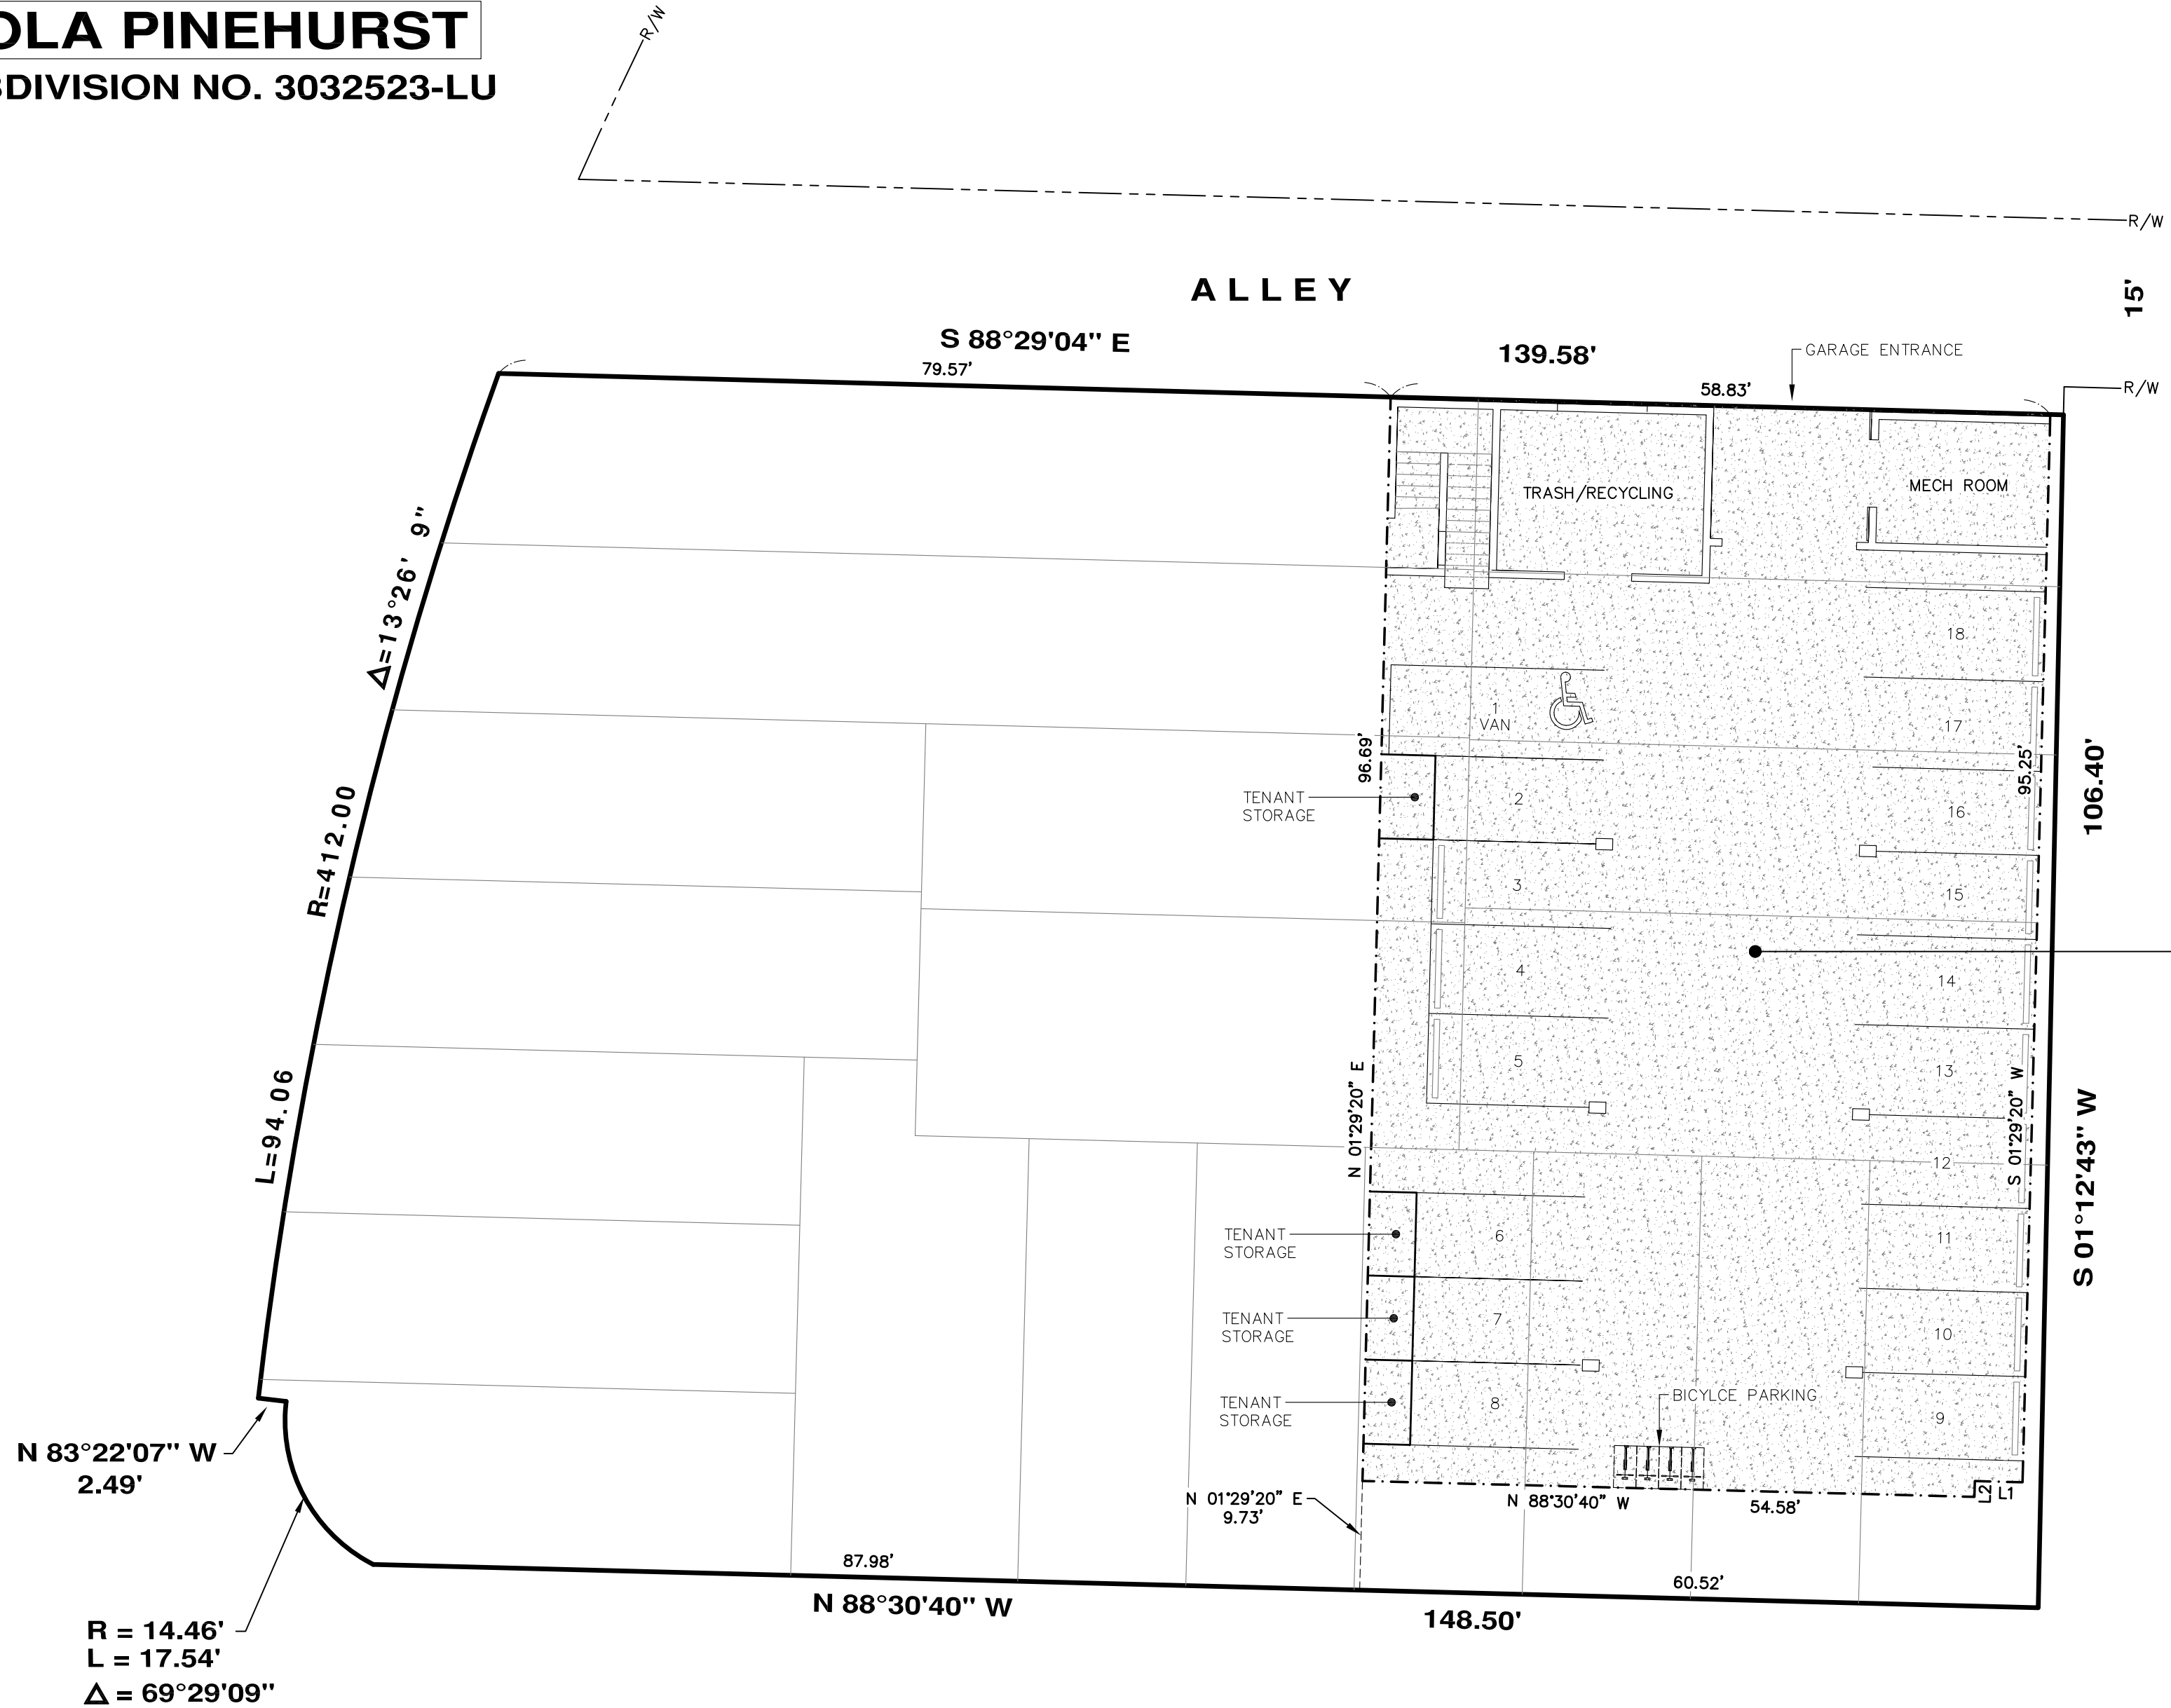 OLA PINEHURST
DIVISION NO. 3032523-LU
R/W
R/W
15'
ALLEY
S 88°29'04" E
139.58'
GARAGE ENTRANCE
79.57'
58.83'
R/W
TRASH/RECYCLING
MECH ROOM
Δ=13°26' 9"
R=412.00
L=94.06
18
17
16
15
14
13
12
11
10
9
1
VAN
2
3
4
5
6
7
8
96.69'
N 01°29'20" E
95.25'
S 01°29'20" W
106.40'
S 01°12'43" W
TENANT
STORAGE
TENANT
STORAGE
TENANT
STORAGE
TENANT
STORAGE
BICYLCE PARKING
N 83°22'07" W
2.49'
N 01°29'20" E
9.73'
N 88°30'40" W
54.58'
L2
L1
87.98'
60.52'
N 88°30'40" W
148.50'
R = 14.46'
L = 17.54'
Δ = 69°29'09"